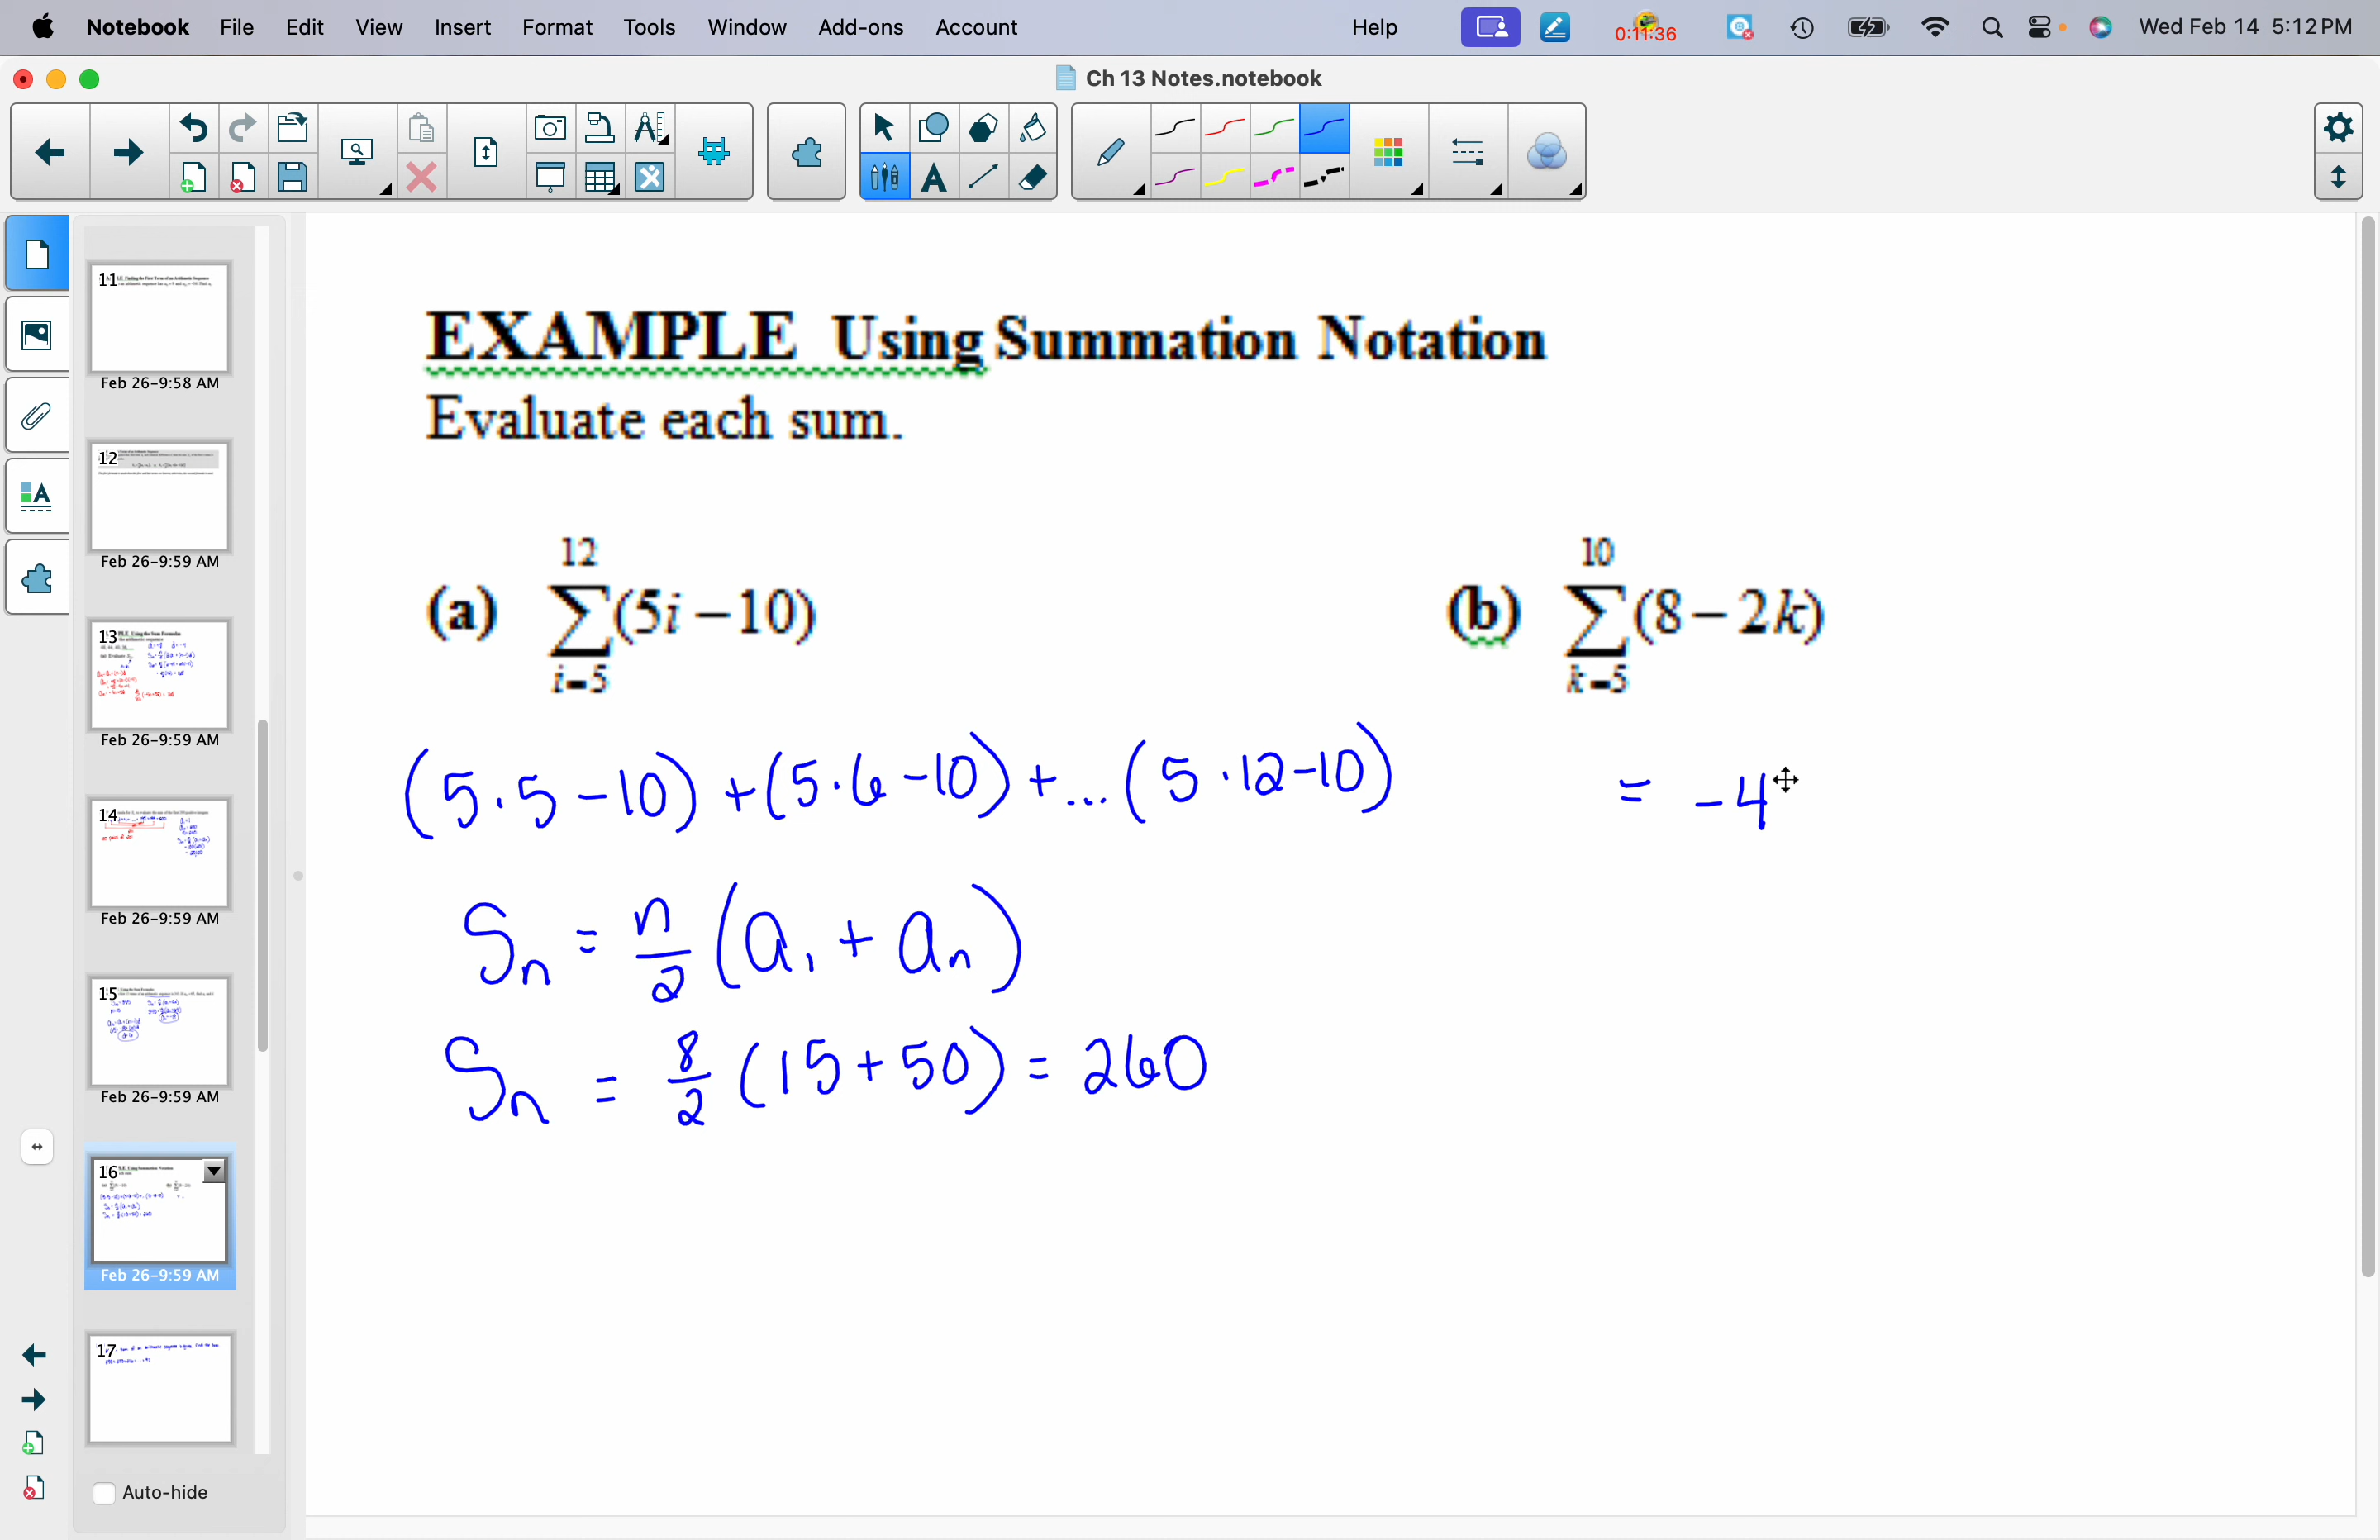 Notebook File Edit View Insert Format Tools Window Add-ons Account Help 0:11:36 Wed Feb 14 5:12 PM
Ch 13 Notes.notebook
11
Feb 26-9:58 AM
12
Feb 26-9:59 AM
13
Feb 26-9:59 AM
14
Feb 26-9:59 AM
15
Feb 26-9:59 AM
16
Feb 26-9:59 AM
17
Auto-hide
EXAMPLE Using Summation Notation
Evaluate each sum.
(a) 12 ∑ i=5 (5i – 10)
(b) 10 ∑ k=5 (8 – 2k)
(5·5-10)+(5·6-10)+...(5·12-10)
= -4
Sn = n/2 (a1 + an)
Sn = 8/2 (15+50) = 260